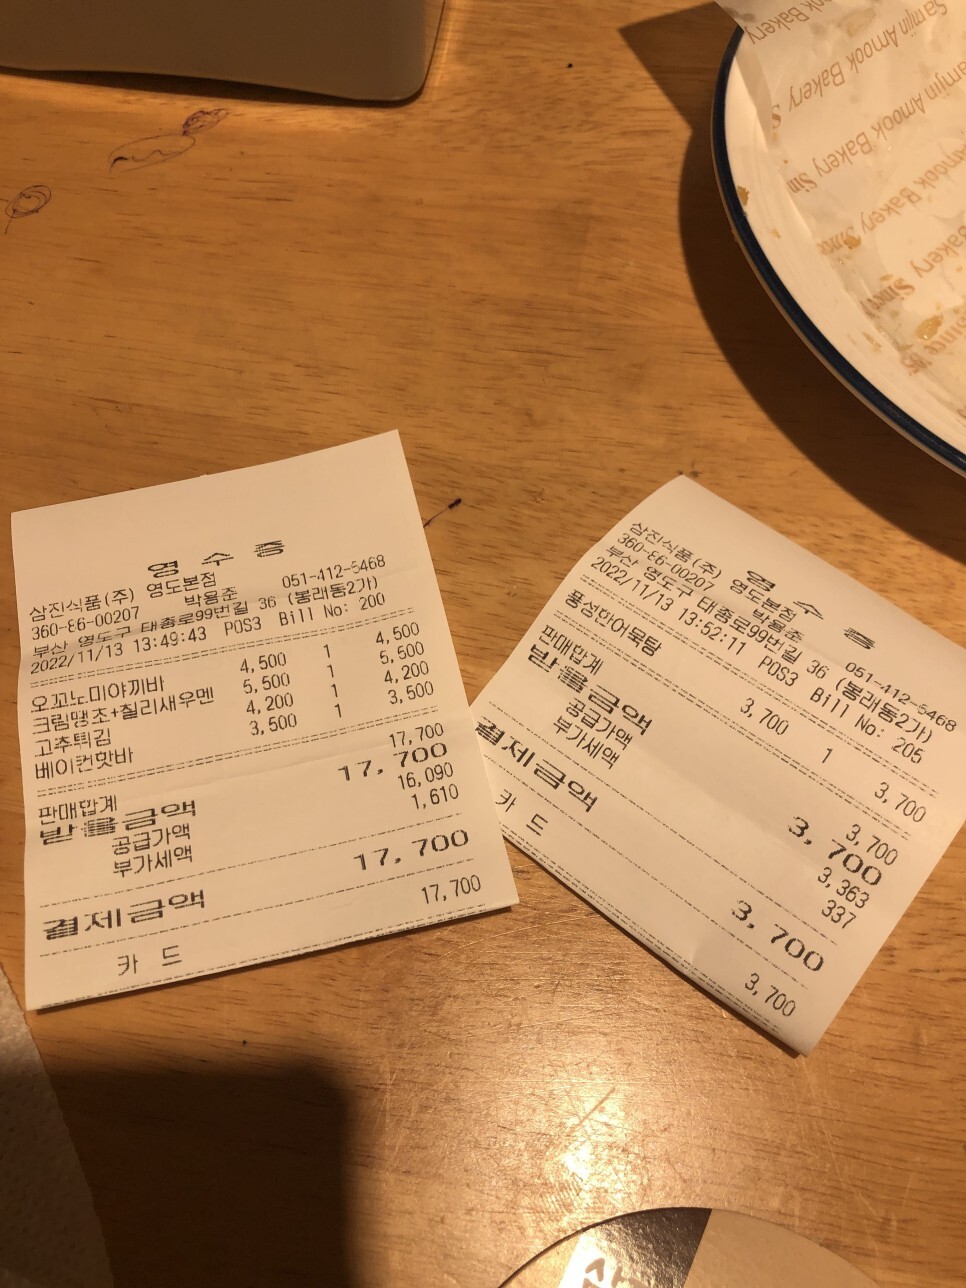 영 수 증
삼진식품(주) 영도본점 051-412-5468
360-86-00207 박용준
부산 영도구 대종로99번길 36 (봉래동2가)
2022/11/13 13:49:43 POS3 Bill No: 200
오꼬노미야끼바 4,500 1 4,500
크림땡초+칠리새우멘 5,500 1 5,500
고추튀김 4,200 1 4,200
베이컨핫바 3,500 1 3,500
판매합계 17,700
받을금액 17,700
공급가액 16,090
부가세액 1,610
결제금액 17,700
카 드 17,700
영 수 증
삼진식품(주) 영도본점 051-412-5468
360-86-00207 박용준
부산 영도구 대종로99번길 36 (봉래동2가)
2022/11/13 13:52:11 POS3 Bill No: 205
풍성한어묵탕 3,700 1 3,700
판매합계 3,700
받을금액 3,700
공급가액 3,363
부가세액 337
결제금액 3,700
카 드 3,700
Samjin Amook Bakery
Samjin Amook Bakery
Amook Bakery
Bakery Since